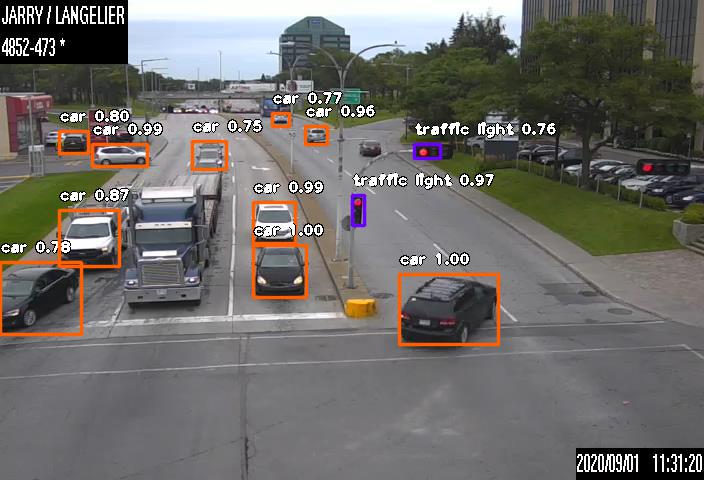 JARRY / LANGELIER
4852-473 *
car 0.77
car 0.96
car 0.80
car 0.99
car 0.75
traffic light 0.76
traffic light 0.97
car 0.87
car 0.99
car 1.00
car 0.78
car 1.00
2020/09/01 11:31:20